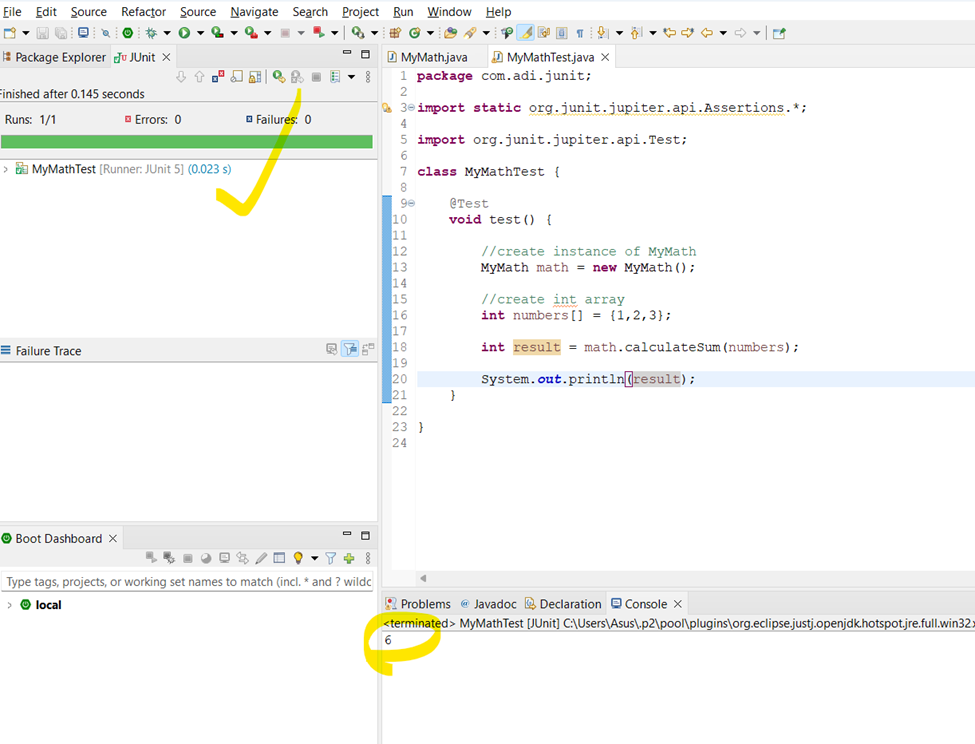 File Edit Source Refactor Source Navigate Search Project Run Window Help
Package Explorer JUnit
Finished after 0.145 seconds
Runs: 1/1 Errors: 0 Failures: 0
MyMathTest [Runner: JUnit 5] (0.023 s)
Failure Trace
Boot Dashboard
Type tags, projects, or working set names to match (incl. * and ? wildc
local
MyMath.java MyMathTest.java
1 package com.adi.junit;
2
3 import static org.junit.jupiter.api.Assertions.*;
4
5 import org.junit.jupiter.api.Test;
6
7 class MyMathTest {
8
9 @Test
10 void test() {
11
12 //create instance of MyMath
13 MyMath math = new MyMath();
14
15 //create int array
16 int numbers[] = {1,2,3};
17
18 int result = math.calculateSum(numbers);
19
20 System.out.println(result);
21 }
22
23 }
24
Problems Javadoc Declaration Console
<terminated> MyMathTest [JUnit] C:\Users\Asus\.p2\pool\plugins\org.eclipse.justj.openjdk.hotspot.jre.full.win32.x
6